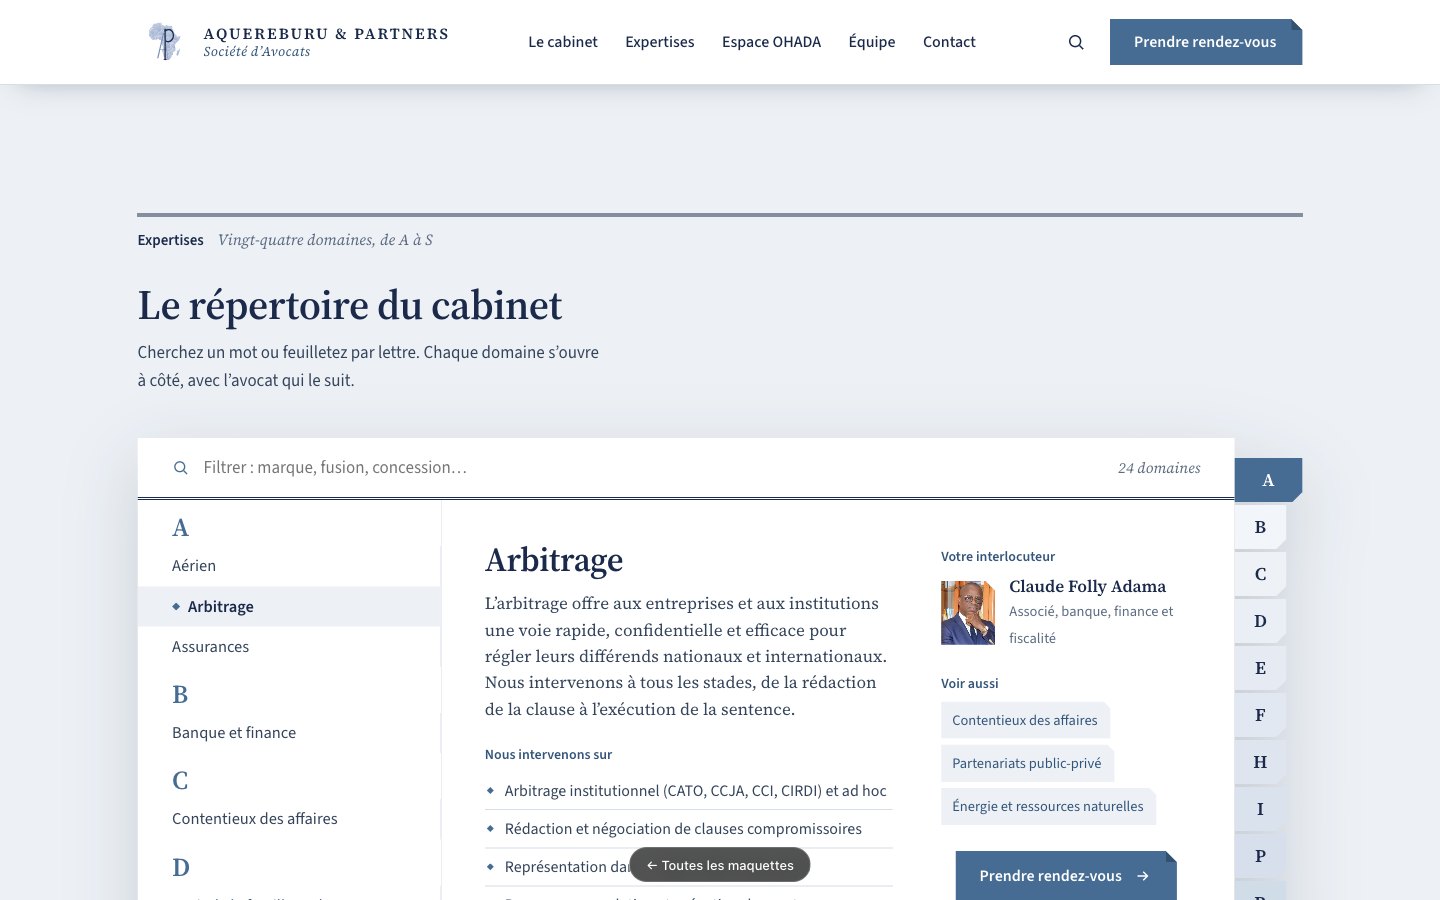 AQUEREBURU & PARTNERS
Société d’Avocats
Le cabinet
Expertises
Espace OHADA
Équipe
Contact
Prendre rendez-vous
Expertises Vingt-quatre domaines, de A à S
Le répertoire du cabinet
Cherchez un mot ou feuilletez par lettre. Chaque domaine s’ouvre
à côté, avec l’avocat qui le suit.
Filtrer : marque, fusion, concession…
24 domaines
A
Aérien
Arbitrage
Assurances
B
Banque et finance
C
Contentieux des affaires
D
Arbitrage
L’arbitrage offre aux entreprises et aux institutions
une voie rapide, confidentielle et efficace pour
régler leurs différends nationaux et internationaux.
Nous intervenons à tous les stades, de la rédaction
de la clause à l’exécution de la sentence.
Nous intervenons sur
Arbitrage institutionnel (CATO, CCJA, CCI, CIRDI) et ad hoc
Rédaction et négociation de clauses compromissoires
Représentation
← Toutes les maquettes
Votre interlocuteur
Claude Folly Adama
Associé, banque, finance et
fiscalité
Voir aussi
Contentieux des affaires
Partenariats public-privé
Énergie et ressources naturelles
Prendre rendez-vous →
A
B
C
D
E
F
H
I
P